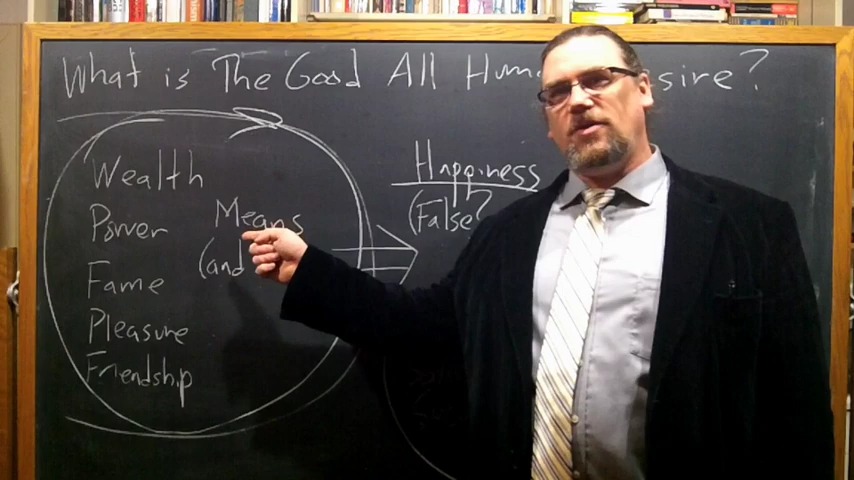 What is The Good All Hum sire?
Wealth
Power
Fame
Pleasure
Friendship
Means
(and
Happiness
(False?